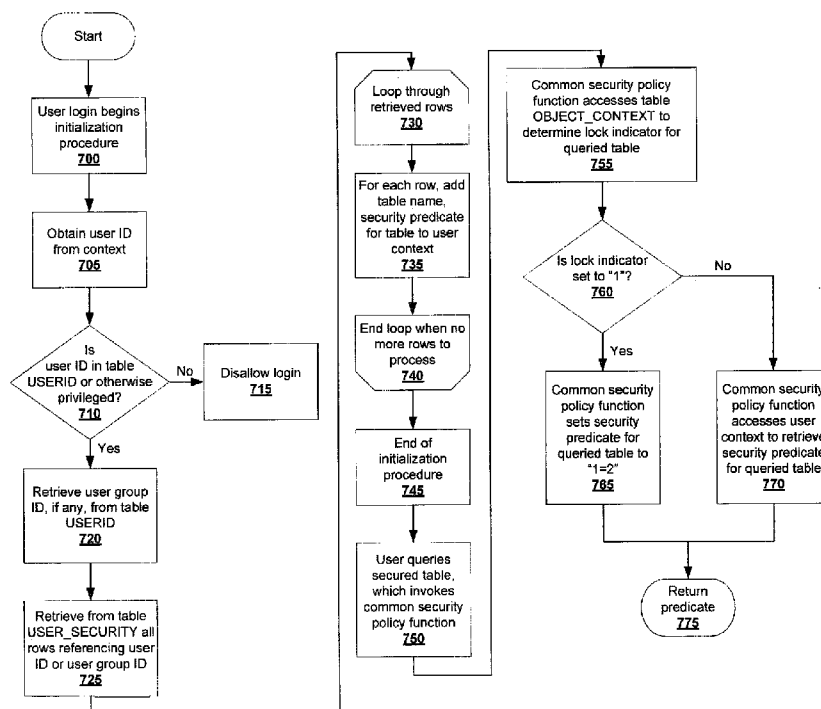 Start
User login begins
initialization
procedure
700
Obtain user ID
from context
705
Is
user ID in table
USERID or otherwise
privileged?
710
No
Disallow login
715
Yes
Retrieve user group
ID, if any, from table
USERID
720
Retrieve from table
USER_SECURITY all
rows referencing user
ID or user group ID
725
Loop through
retrieved rows
730
For each row, add
table name,
security predicate
for table to user
context
735
End loop when no
more rows to
process
740
End of
initialization
procedure
745
User queries
secured table,
which invokes
common security
policy function
750
Common security policy
function accesses table
OBJECT_CONTEXT to
determine lock indicator for
queried table
755
Is lock indicator
set to "1"?
760
No
Yes
Common security
policy function
sets security
predicate for
queried table to
"1=2"
765
Common security
policy function
accesses user
context to retrieve
security predicate
for queried table
770
Return
predicate
775